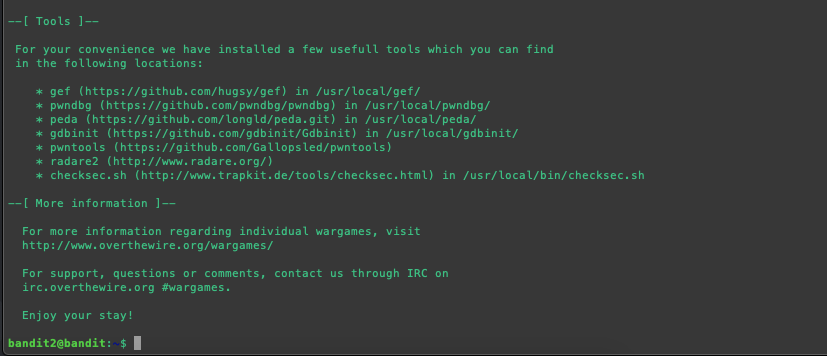 --[ Tools ]--
For your convenience we have installed a few usefull tools which you can find
in the following locations:
* gef (https://github.com/hugsy/gef) in /usr/local/gef/
* pwndbg (https://github.com/pwndbg/pwndbg) in /usr/local/pwndbg/
* peda (https://github.com/longld/peda.git) in /usr/local/peda/
* gdbinit (https://github.com/gdbinit/Gdbinit) in /usr/local/gdbinit/
* pwntools (https://github.com/Gallopsled/pwntools)
* radare2 (http://www.radare.org/)
* checksec.sh (http://www.trapkit.de/tools/checksec.html) in /usr/local/bin/checksec.sh
--[ More information ]--
For more information regarding individual wargames, visit
http://www.overthewire.org/wargames/
For support, questions or comments, contact us through IRC on
irc.overthewire.org #wargames.
Enjoy your stay!
bandit2@bandit:~$